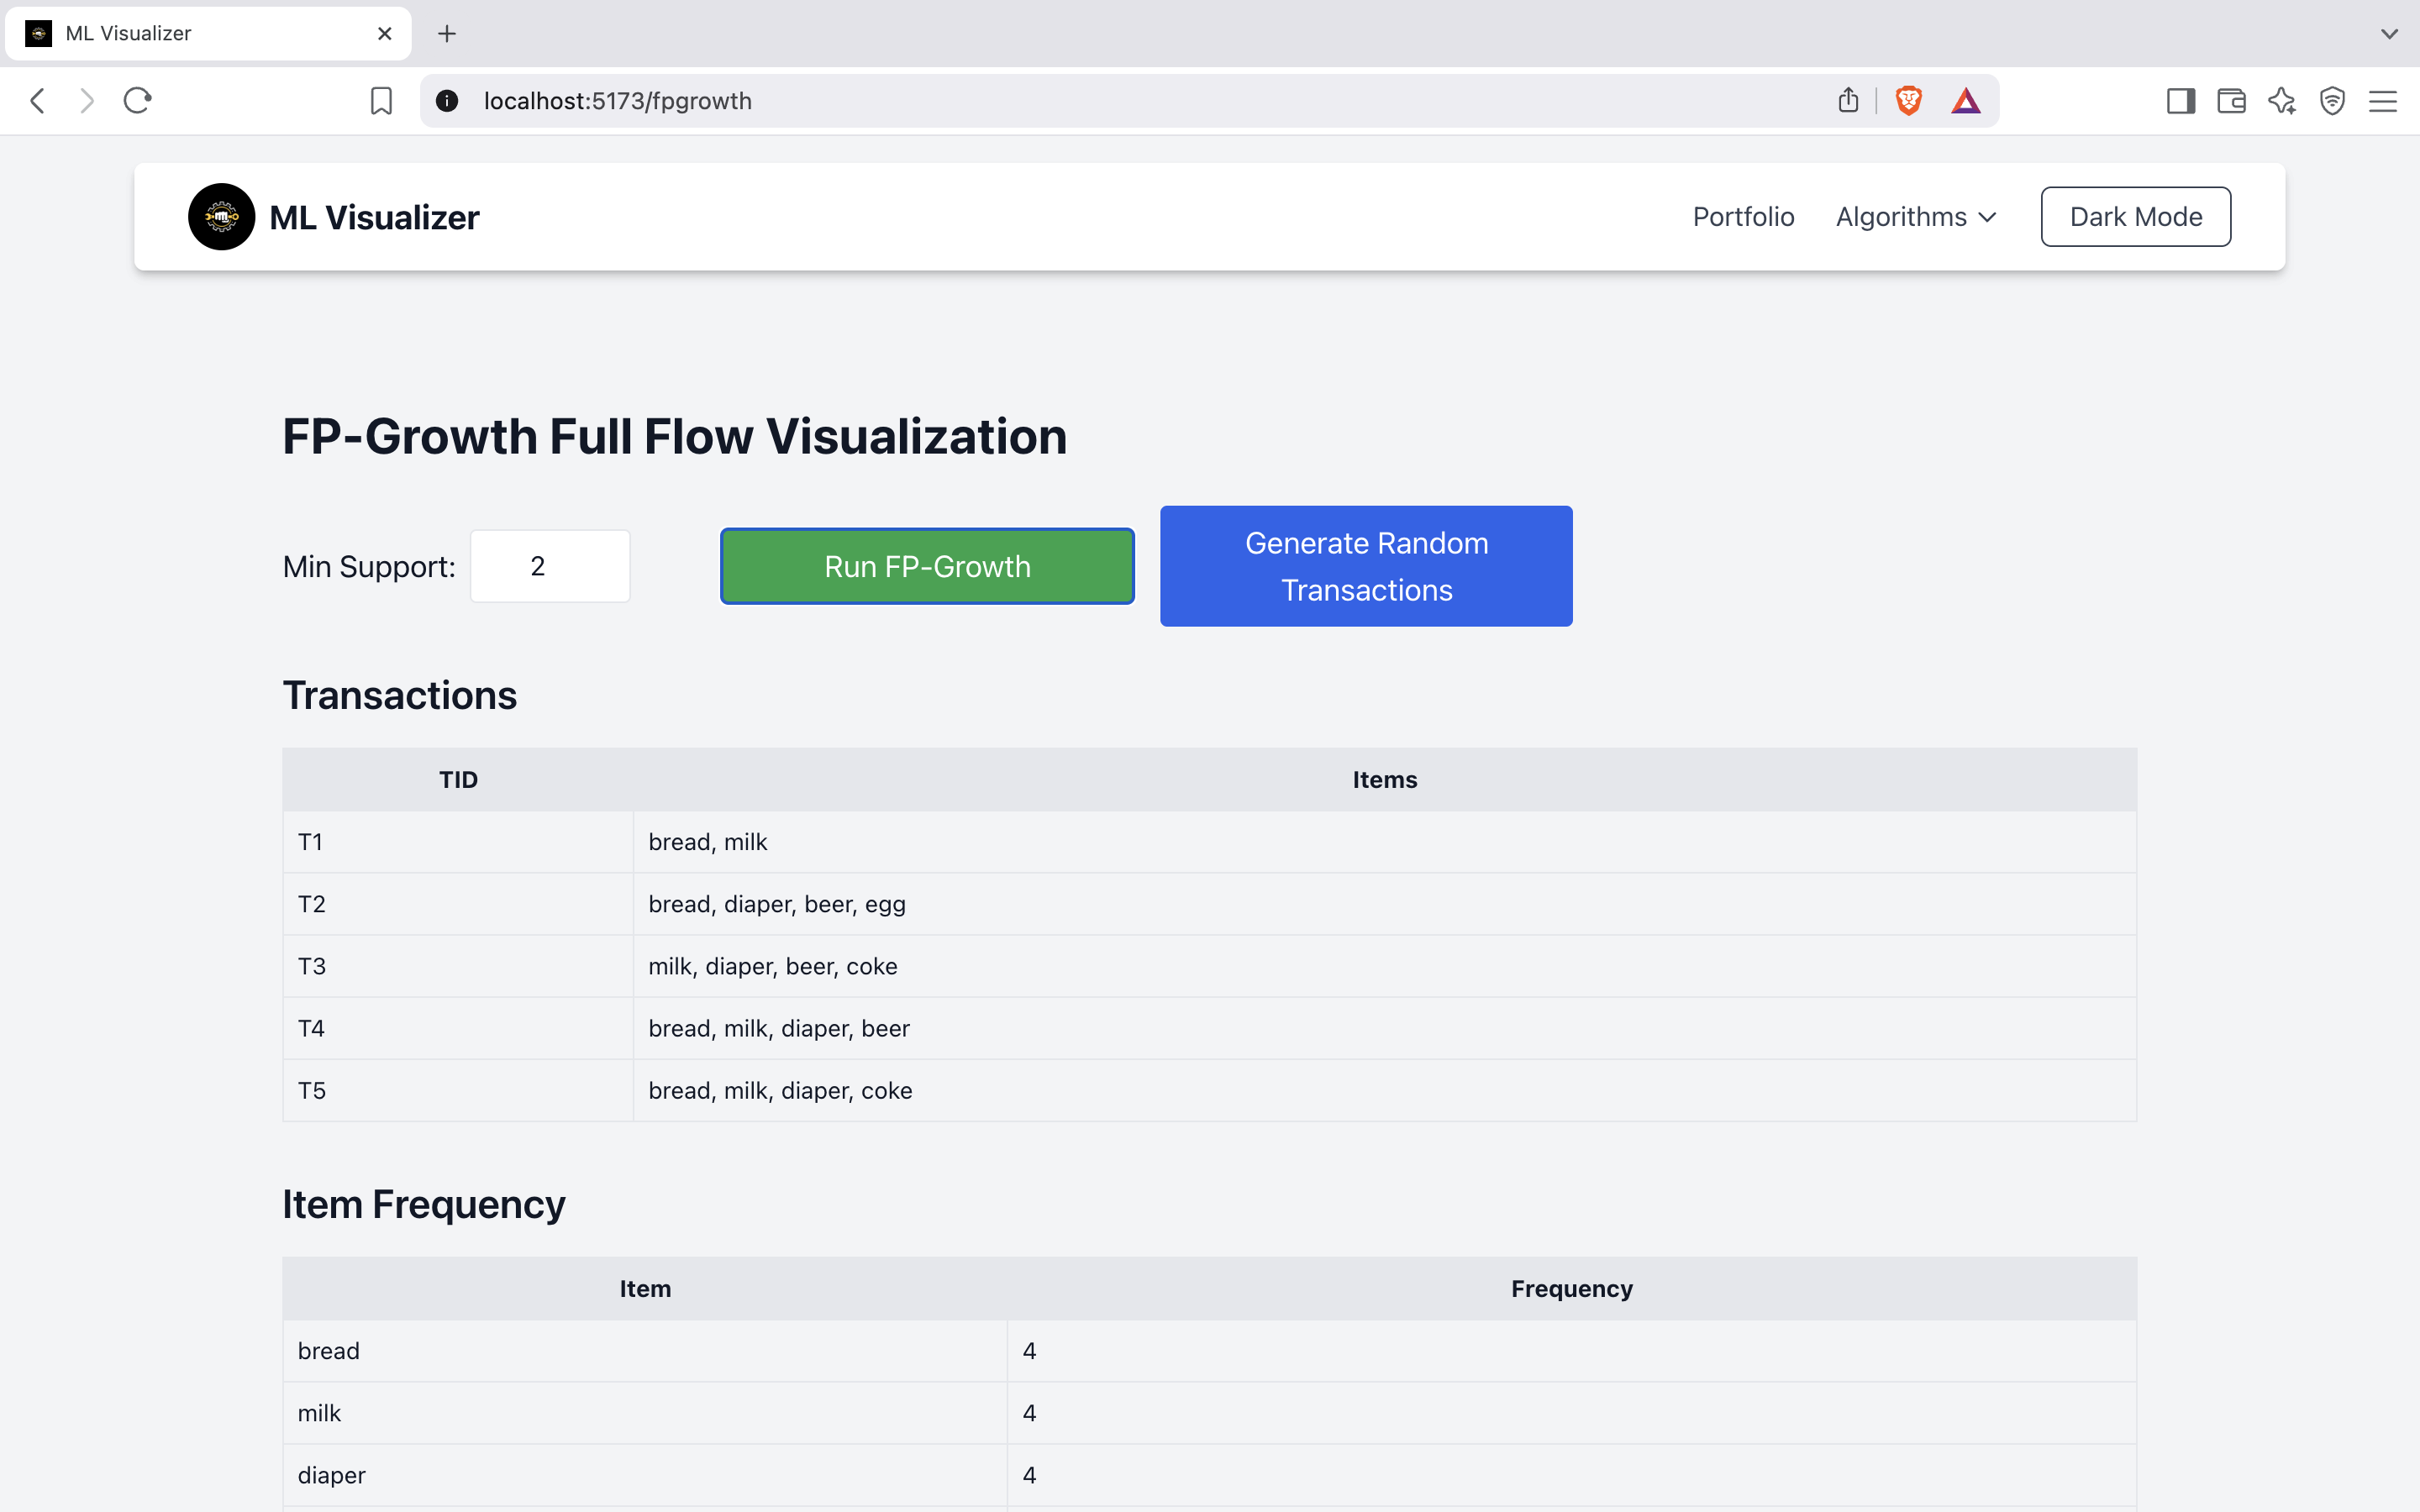 ML Visualizer
localhost:5173/fpgrowth
ML Visualizer
Portfolio
Algorithms
Dark Mode
FP-Growth Full Flow Visualization
Min Support: 2
Run FP-Growth
Generate Random
Transactions
Transactions
TID Items
T1 bread, milk
T2 bread, diaper, beer, egg
T3 milk, diaper, beer, coke
T4 bread, milk, diaper, beer
T5 bread, milk, diaper, coke
Item Frequency
Item Frequency
bread 4
milk 4
diaper 4